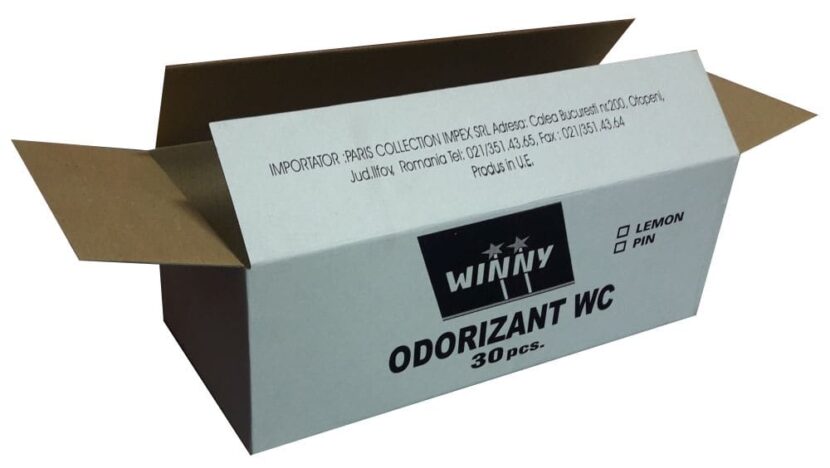 IMPORTATOR :PARIS COLLECTION IMPEX SRL Adresa: Calea Bucuresti nr.200, Otopeni,
Jud.Ilfov, Romania Tel: 021/351.43.65, Fax : 021/351.43.64
Produs in U.E.
WINNY
LEMON
PIN
ODORIZANT WC
30 pcs.